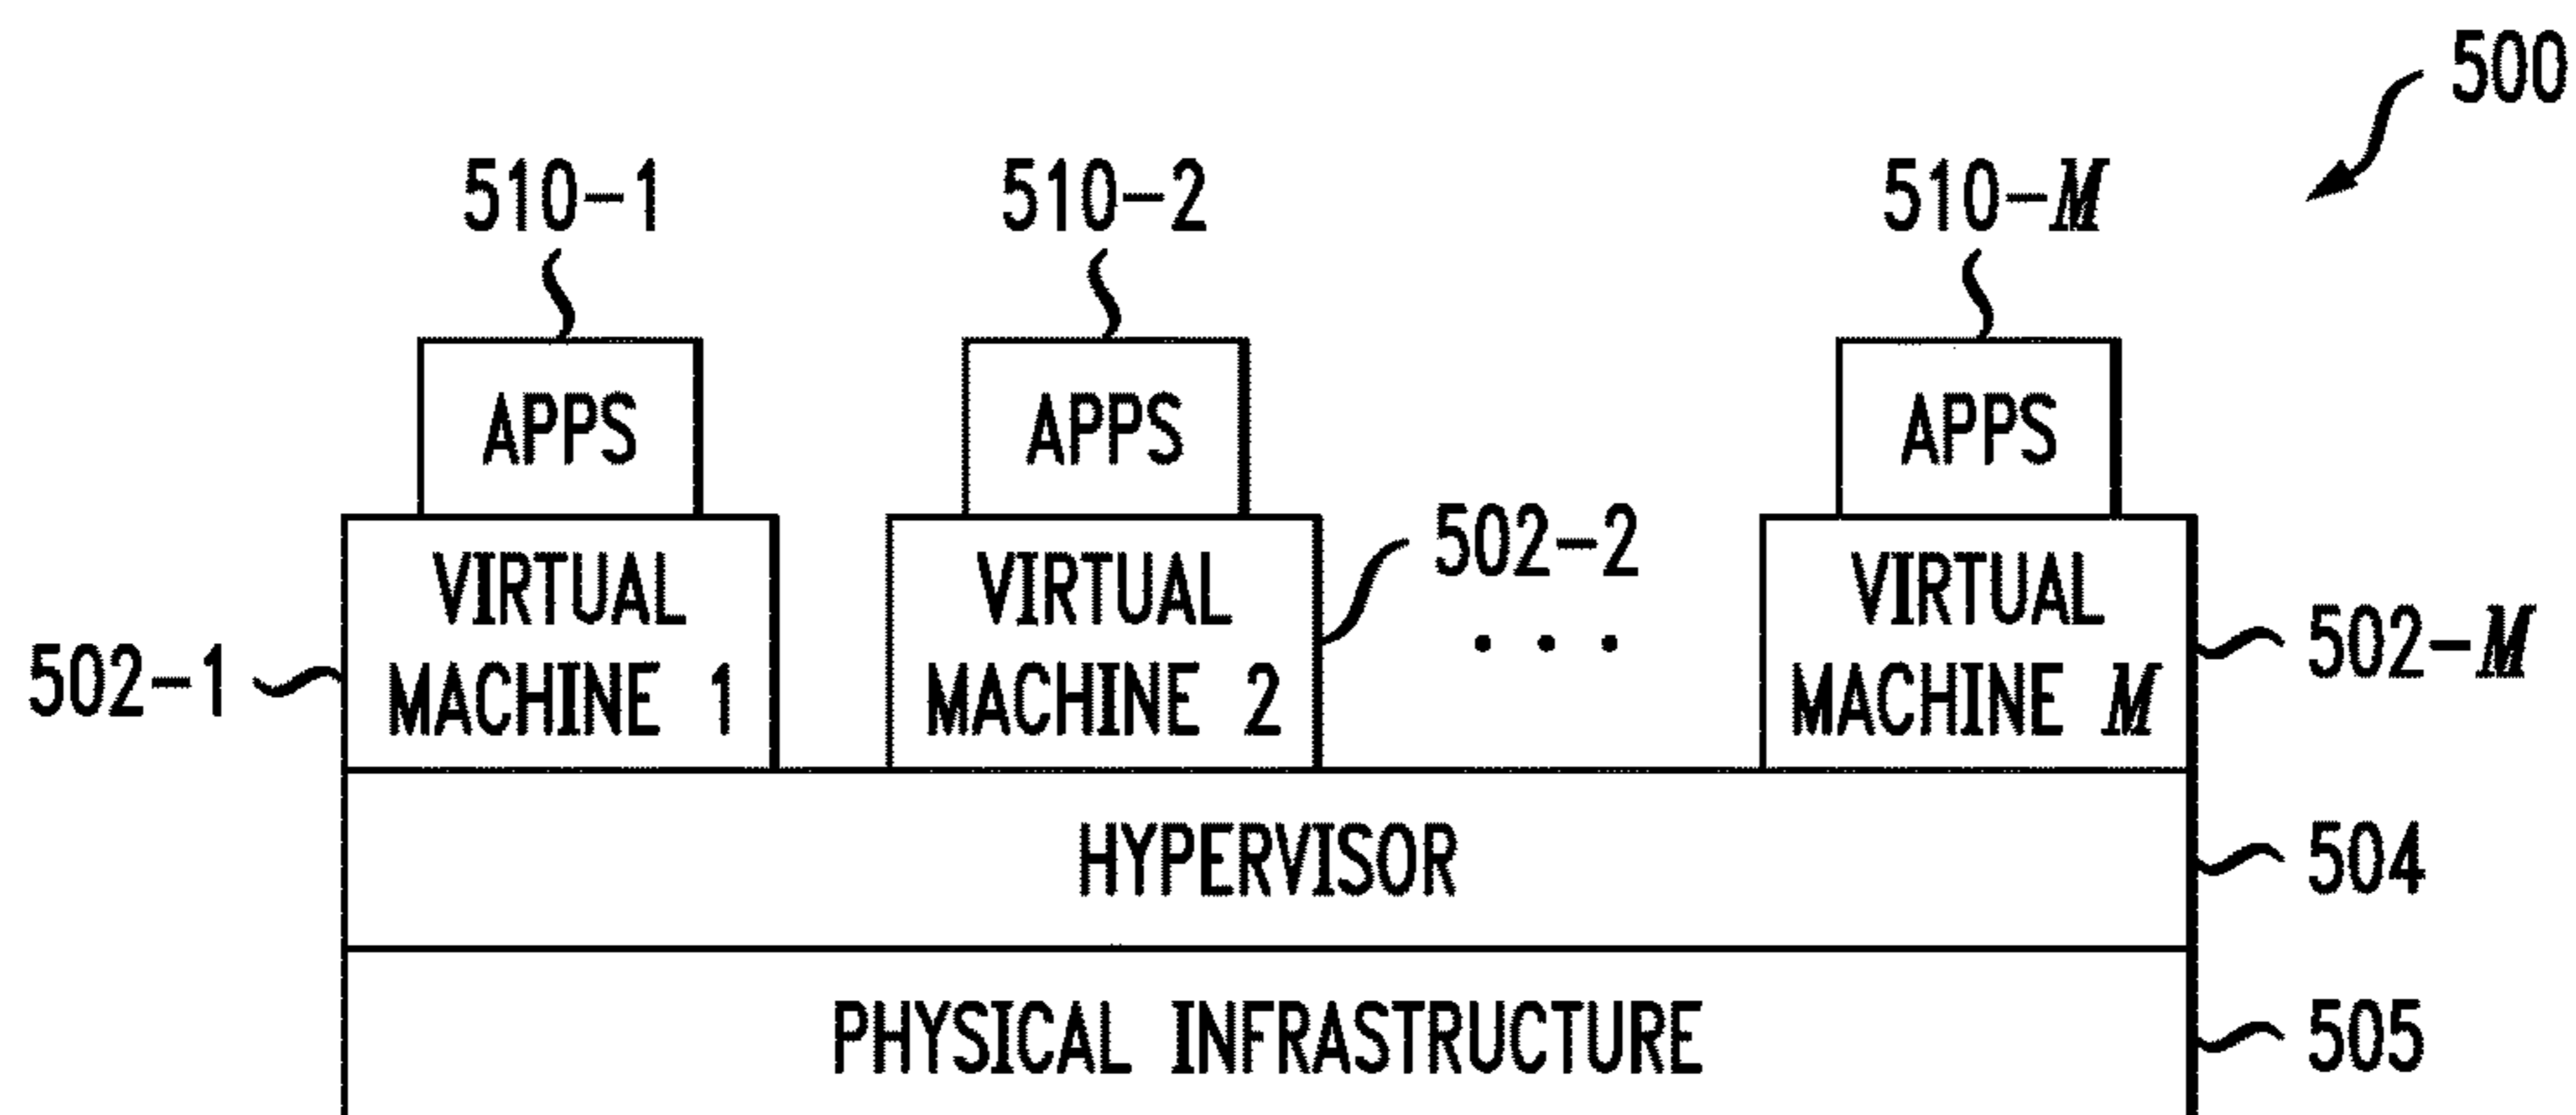 500
510-1
510-2
510-M
APPS
APPS
APPS
502-2
VIRTUAL
MACHINE 1
VIRTUAL
MACHINE 2
. . .
VIRTUAL
MACHINE M
502-1
502-M
HYPERVISOR
504
PHYSICAL INFRASTRUCTURE
505